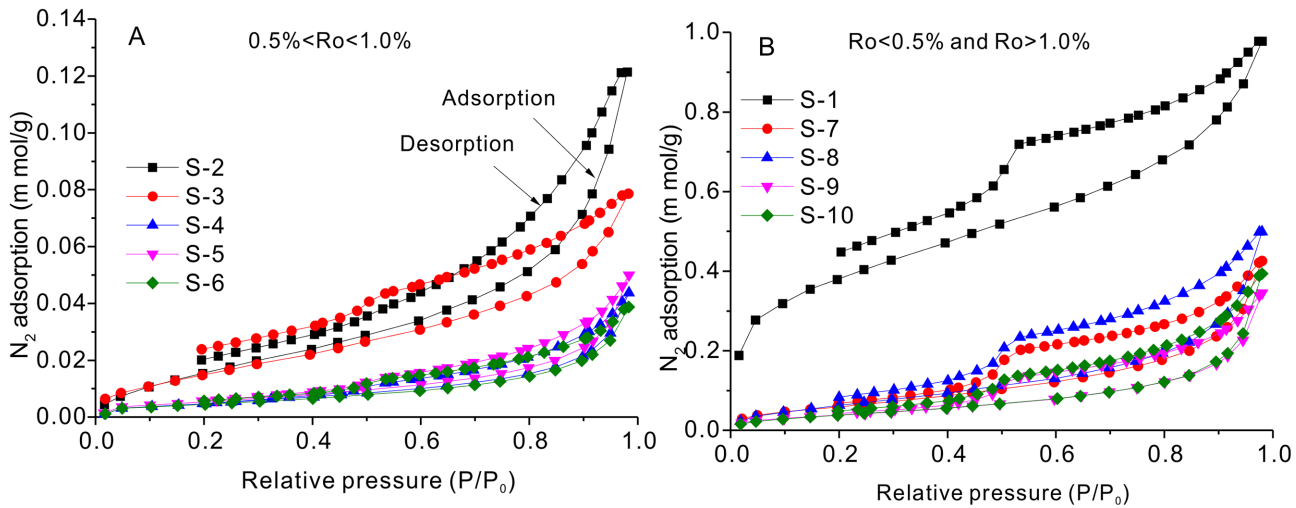 A
0.5%<Ro<1.0%
N₂ adsorption (m mol/g)
0.14
0.12
0.10
0.08
0.06
0.04
0.02
0.00
Adsorption
Desorption
S-2
S-3
S-4
S-5
S-6
0.0 0.2 0.4 0.6 0.8 1.0
Relative pressure (P/P₀)
B
Ro<0.5% and Ro>1.0%
N₂ adsorption (m mol/g)
1.0
0.8
0.6
0.4
0.2
0.0
S-1
S-7
S-8
S-9
S-10
0.0 0.2 0.4 0.6 0.8 1.0
Relative pressure (P/P₀)